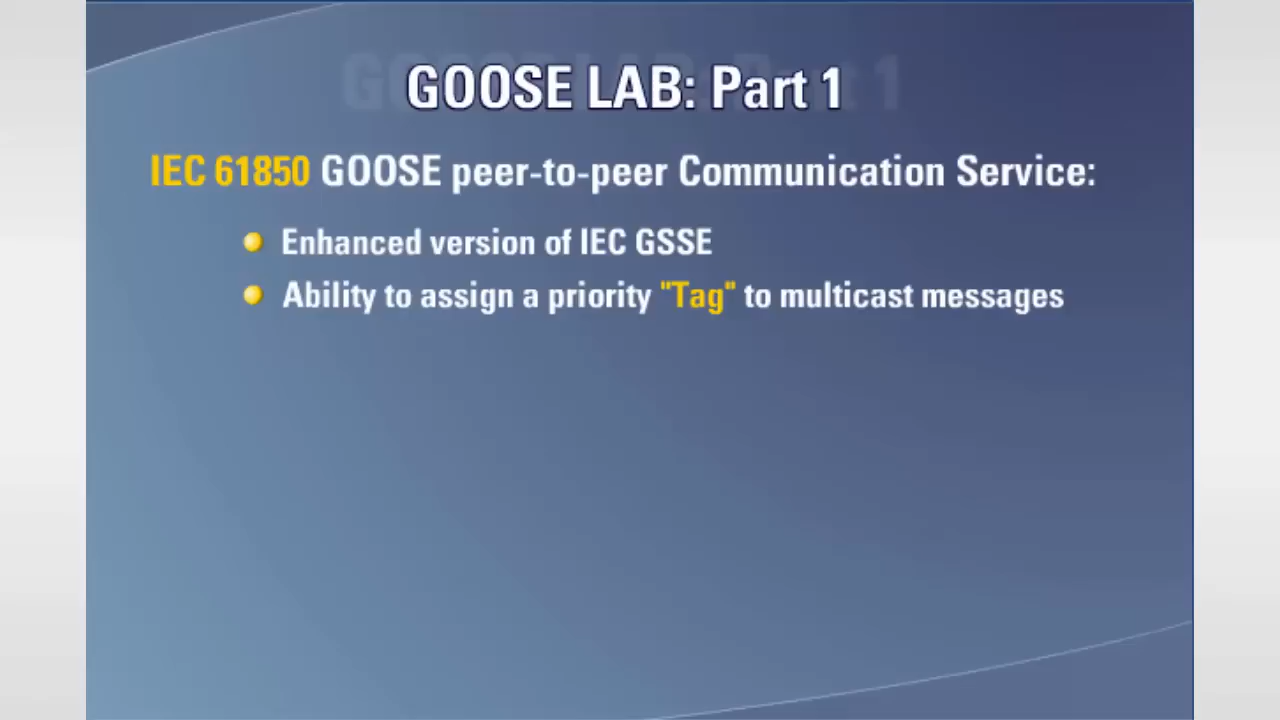 GOOSE LAB: Part 1
IEC 61850 GOOSE peer-to-peer Communication Service:
Enhanced version of IEC GSSE
Ability to assign a priority "Tag" to multicast messages